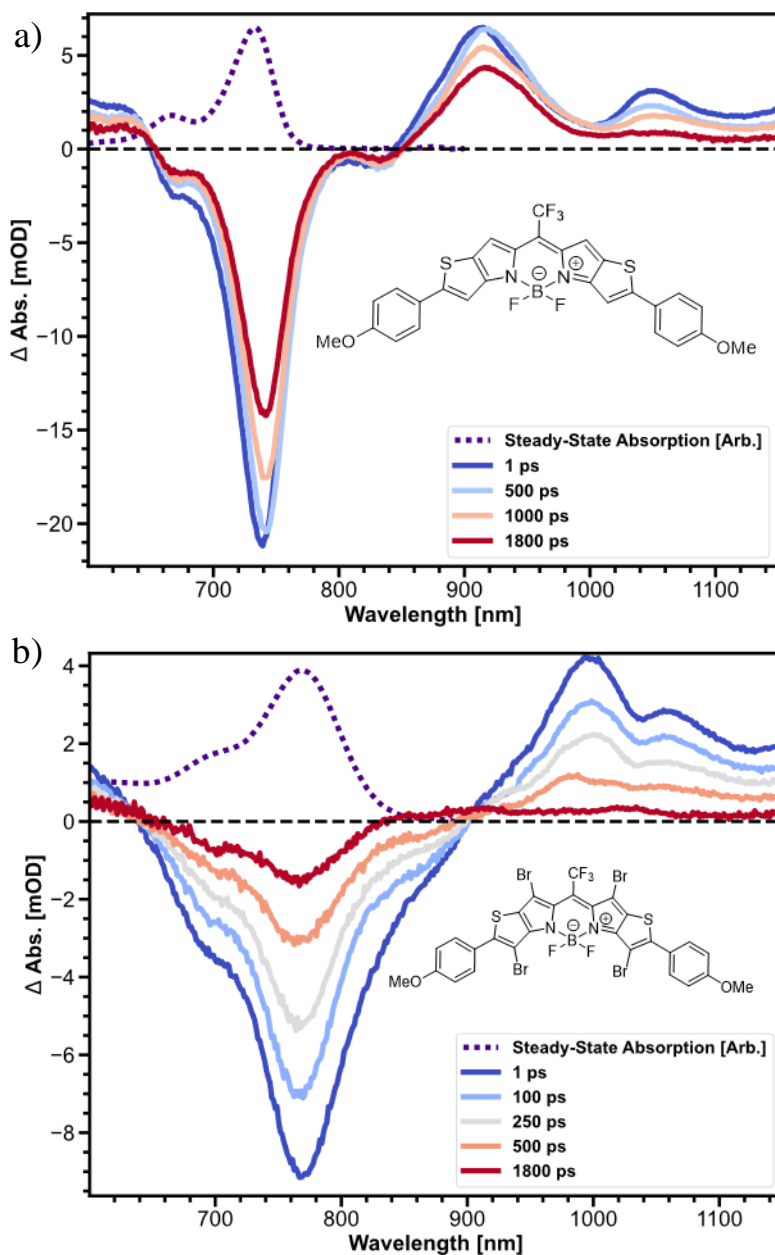 a)
5
0
−5
−10
−15
−20
Δ Abs. [mOD]
CF₃
S
S
N
N
⊖
⊕
B
F
F
MeO
OMe
Steady-State Absorption [Arb.]
1 ps
500 ps
1000 ps
1800 ps
700
800
900
1000
1100
Wavelength [nm]
b)
4
2
0
−2
−4
−6
−8
Δ Abs. [mOD]
Br
CF₃
Br
S
S
N
N
⊖
⊕
B
F
F
Br
Br
MeO
OMe
Steady-State Absorption [Arb.]
1 ps
100 ps
250 ps
500 ps
1800 ps
700
800
900
1000
1100
Wavelength [nm]